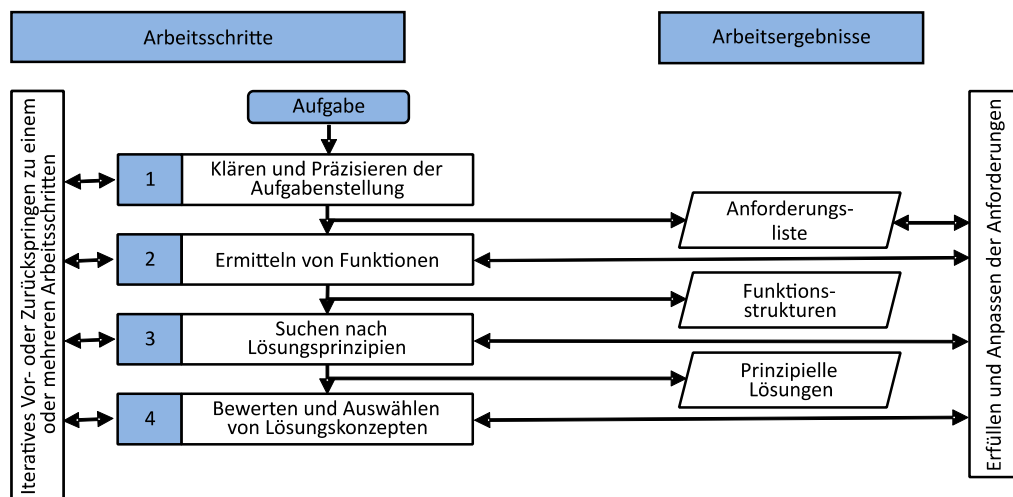 Arbeitsschritte
Arbeitsergebnisse
Iteratives Vor- oder Zurückspringen zu einem
oder mehreren Arbeitsschritten
Aufgabe
1
Klären und Präzisieren der
Aufgabenstellung
Anforderungs-
liste
2
Ermitteln von Funktionen
Funktions-
strukturen
3
Suchen nach
Lösungsprinzipien
Prinzipielle
Lösungen
4
Bewerten und Auswählen
von Lösungskonzepten
Erfüllen und Anpassen der Anforderungen